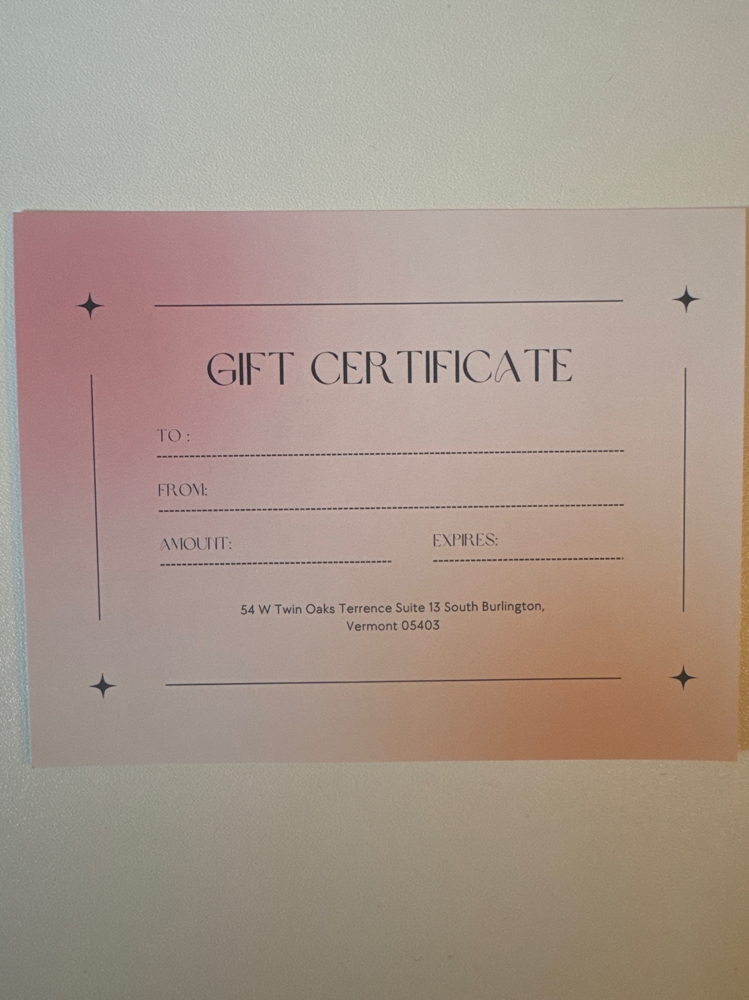 GIFT CERTIFICATE
TO :
FROM:
AMOUNT: EXPIRES:
54 W Twin Oaks Terrence Suite 13 South Burlington,
Vermont 05403